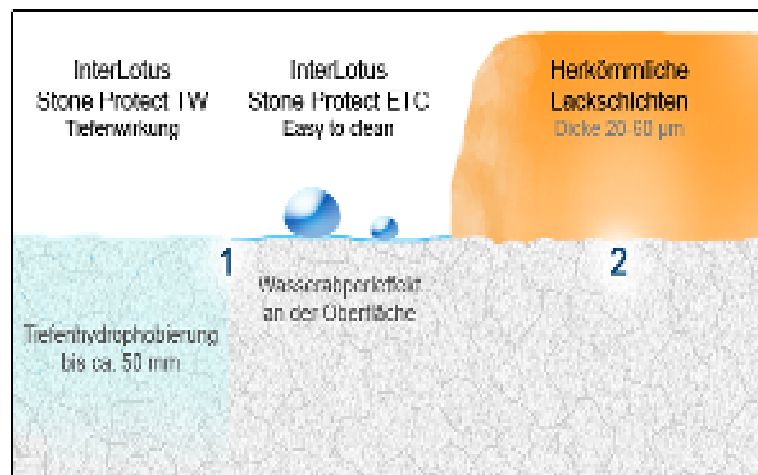 InterLotus
Stone Protect TW
Tiefenwirkung
InterLotus
Stone Protect ETC
Easy to clean
Herkömmliche
Lackschichten
Dicke 20-60 µm
1
2
Wasserabperleffekt
an der Oberfläche
Tiefenhydrophobierung
bis ca. 50 mm